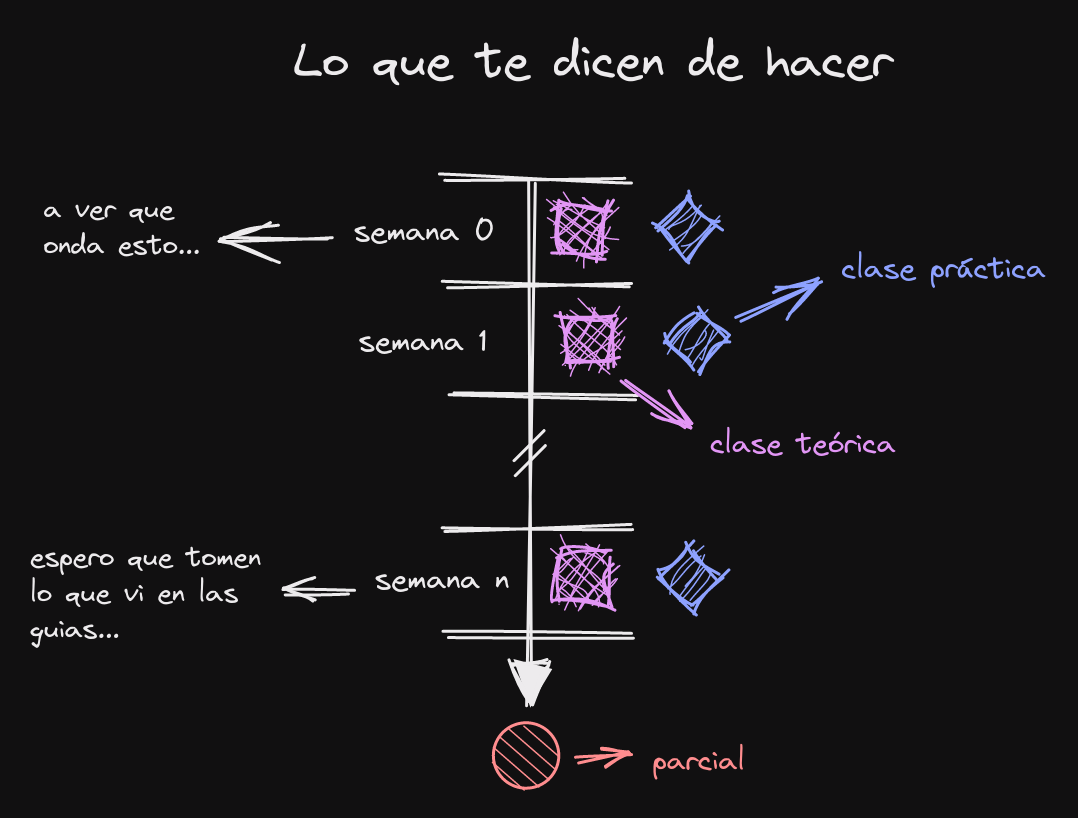 Lo que te dicen de hacer
a ver que
onda esto...
semana 0
clase práctica
semana 1
clase teórica
espero que tomen
lo que vi en las
guias...
semana n
parcial